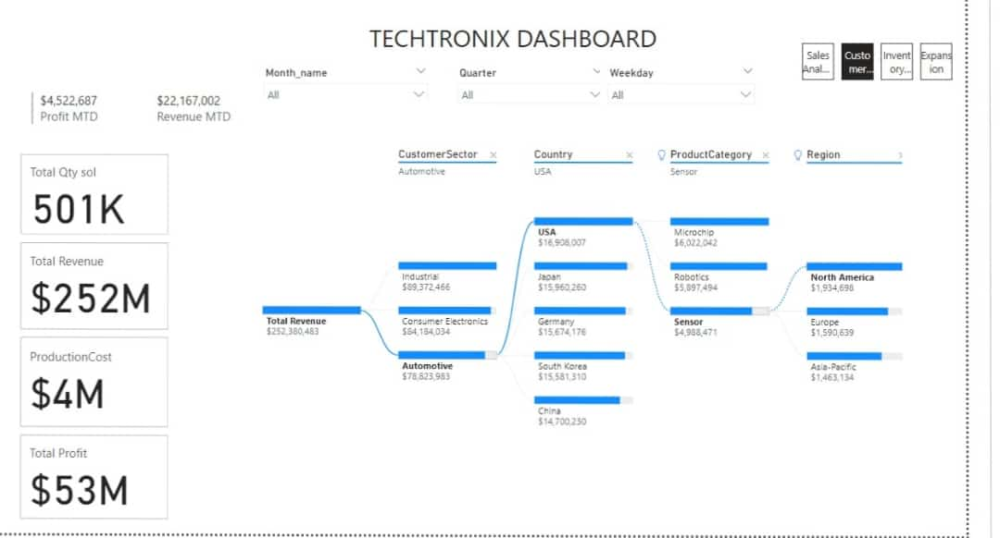 TECHTRONIX DASHBOARD
Sales Anal...
Custo mer...
Invent ory...
Expans ion
Month_name
All
Quarter
All
Weekday
All
$4,522,687
Profit MTD
$22,167,002
Revenue MTD
Total Qty sol
501K
Total Revenue
$252M
ProductionCost
$4M
Total Profit
$53M
CustomerSector
Automotive
Country
USA
ProductCategory
Sensor
Region
Total Revenue
$252,380,483
Industrial
$89,372,466
Consumer Electronics
$84,184,034
Automotive
$78,823,983
USA
$16,908,007
Japan
$15,960,260
Germany
$15,674,176
South Korea
$15,581,310
China
$14,700,230
Microchip
$6,022,042
Robotics
$5,897,494
Sensor
$4,988,471
North America
$1,934,698
Europe
$1,590,639
Asia-Pacific
$1,463,134